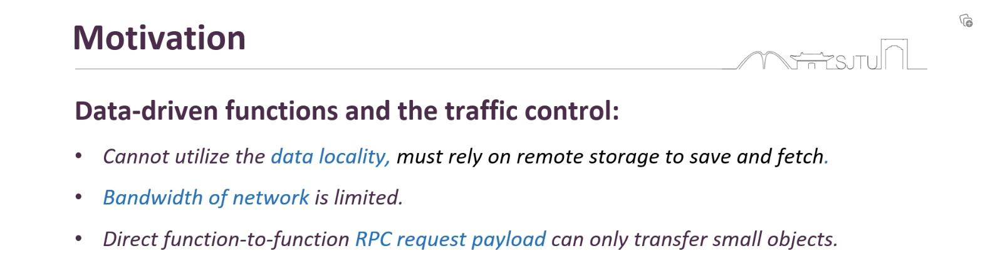 Motivation
SJTU
Data-driven functions and the traffic control:
• Cannot utilize the data locality, must rely on remote storage to save and fetch.
• Bandwidth of network is limited.
• Direct function-to-function RPC request payload can only transfer small objects.